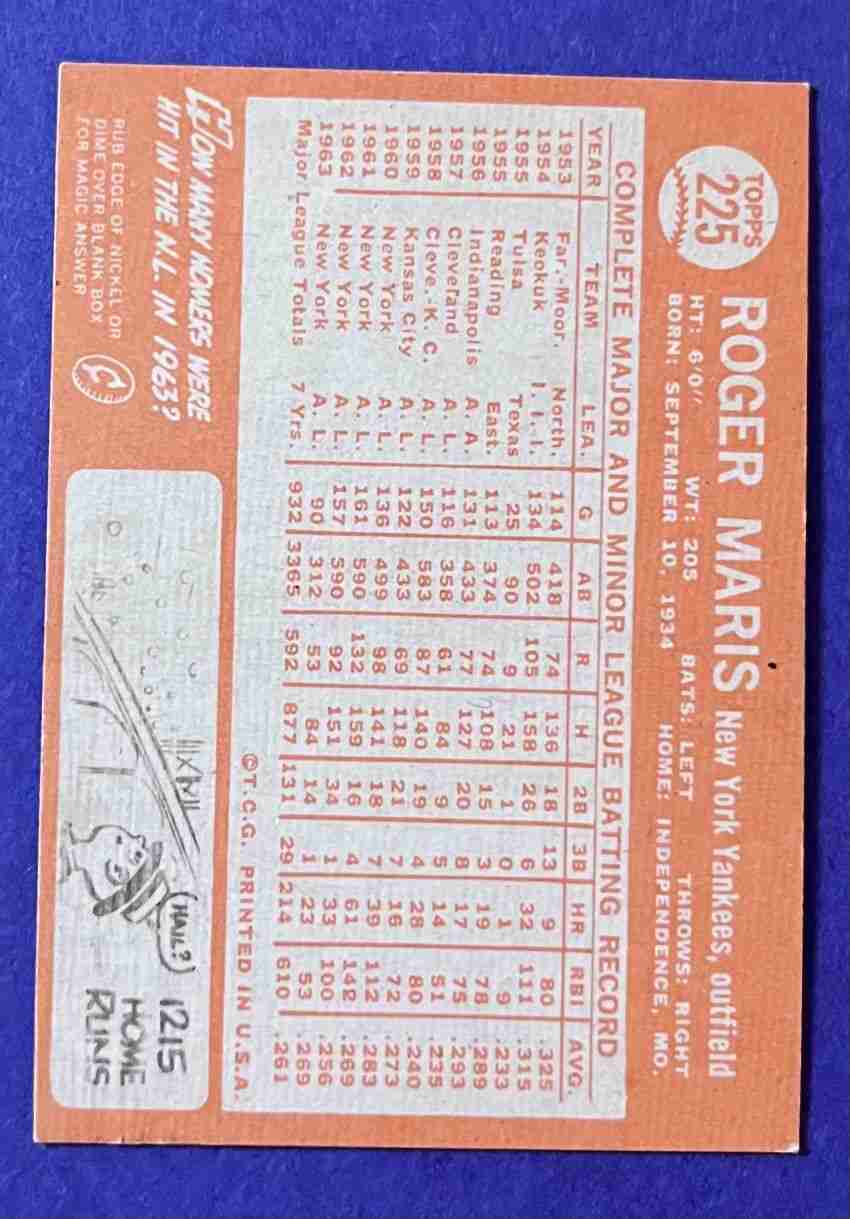 TOPPS
225
ROGER MARIS New York Yankees, outfield
HT: 6'0" WT: 205 BATS: LEFT THROWS: RIGHT
BORN: SEPTEMBER 10, 1934 HOME: INDEPENDENCE, MO.
COMPLETE MAJOR AND MINOR LEAGUE BATTING RECORD
YEAR TEAM LEA. G AB R H 2B 3B HR RBI AVG.
1953 Far.-Moor. North. 114 418 74 136 18 13 9 80 .325
1954 Keokuk I. I. I. 134 502 105 158 26 6 32 111 .315
1955 Tulsa Texas 25 90 9 21 1 0 1 9 .233
1955 Reading East. 113 374 74 108 15 3 19 78 .289
1956 Indianapolis A. A. 131 433 77 127 20 8 17 75 .293
1957 Cleveland A. L. 116 358 61 84 9 5 14 51 .235
1958 Cleve.-K. C. A. L. 150 583 87 140 19 4 28 80 .240
1959 Kansas City A. L. 122 433 69 118 21 7 16 72 .273
1960 New York A. L. 136 499 98 141 18 7 39 112 .283
1961 New York A. L. 161 590 132 159 16 4 61 142 .269
1962 New York A. L. 157 590 92 151 34 1 33 100 .256
1963 New York A. L. 90 312 53 84 14 1 23 53 .269
Major League Totals 7 Yrs. 932 3365 592 877 131 29 214 610 .261
©T.C.G. PRINTED IN U.S.A.
HOW MANY HOMERS WERE
HIT IN THE N.L. IN 1963?
RUB EDGE OF NICKEL OR
DIME OVER BLANK BOX
FOR MAGIC ANSWER
HAIL?
1215
HOME
RUNS